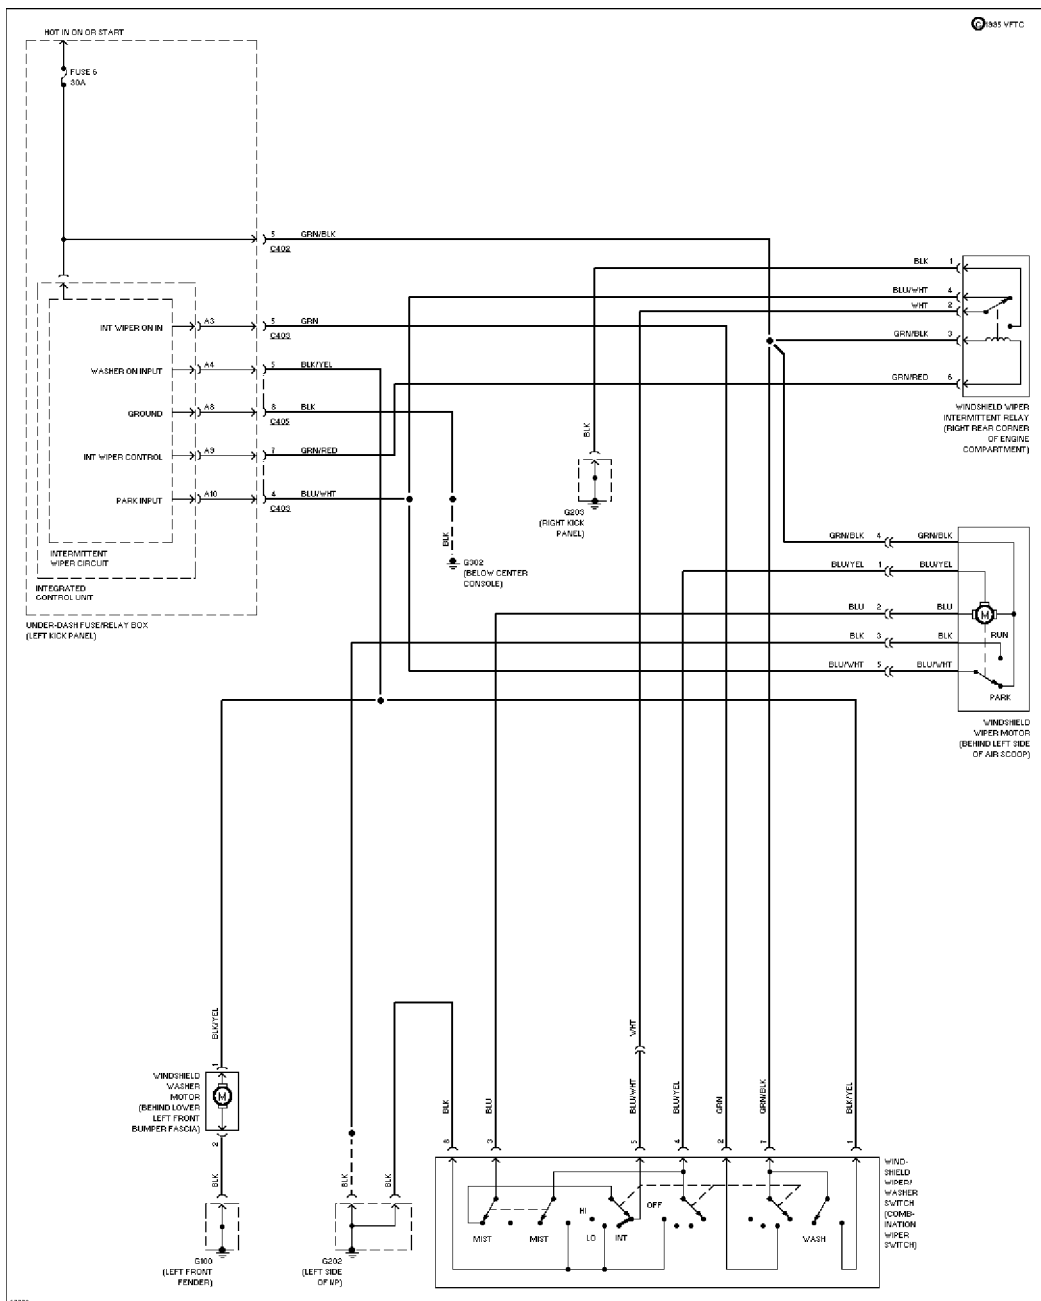 HOT IN ON OR START
C 1995 VFTC
FUSE 6
30A
5 GRN/BLK
C402
INT WIPER ON IN A3 5 GRN
C403
WASHER ON INPUT A4 5 BLK/YEL
GROUND A8 8 BLK
C405
INT WIPER CONTROL A9 7 GRN/RED
PARK INPUT A10 4 BLU/WHT
C403
INTERMITTENT
WIPER CIRCUIT
INTEGRATED
CONTROL UNIT
UNDER-DASH FUSE/RELAY BOX
(LEFT KICK PANEL)
BLK 1
BLU/WHT 4
WHT 2
GRN/BLK 3
GRN/RED 6
WINDSHIELD WIPER
INTERMITTENT RELAY
(RIGHT REAR CORNER
OF ENGINE
COMPARTMENT)
BLK
G203
(RIGHT KICK
PANEL)
BLK
G302
(BELOW CENTER
CONSOLE)
GRN/BLK 4 GRN/BLK
BLU/YEL 1 BLU/YEL
BLU 2 BLU
BLK 3 BLK
BLU/WHT 5 BLU/WHT
M
RUN
PARK
WINDSHIELD
WIPER MOTOR
(BEHIND LEFT SIDE
OF AIR SCOOP)
BLK/YEL
1
WINDSHIELD
WASHER
MOTOR
(BEHIND LOWER
LEFT FRONT
BUMPER FASCIA)
M
2
BLK
G100
(LEFT FRONT
FENDER)
BLK
BLK
G202
(LEFT SIDE
OF I/P)
WHT
BLK
BLU
BLU/WHT
BLU/YEL
GRN
GRN/BLK
BLK/YEL
8 3 5 4 2 7 1
MIST
MIST
HI
LO
INT
OFF
WASH
WIND-
SHIELD
WIPER/
WASHER
SWITCH
(COMB-
INATION
WIPER
SWITCH)